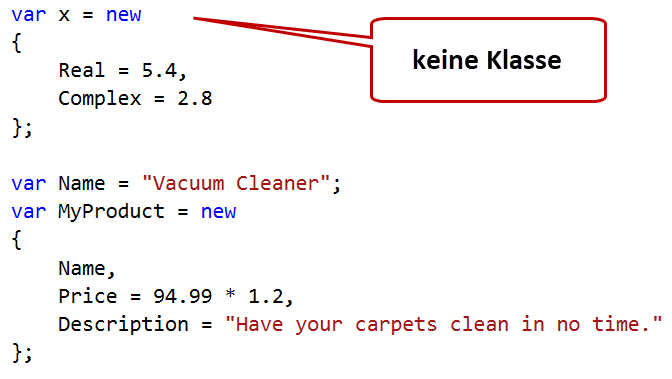 var x = new
keine Klasse
{
    Real = 5.4,
    Complex = 2.8
};
var Name = "Vacuum Cleaner";
var MyProduct = new
{
    Name,
    Price = 94.99 * 1.2,
    Description = "Have your carpets clean in no time."
};